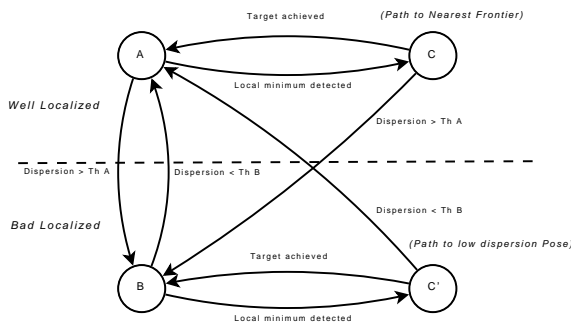 Target achieved
(Path to Nearest Frontier)
A
C
Local minimum detected
Well Localized
Dispersion > Th A
Dispersion > Th A
Dispersion < Th B
Dispersion < Th B
Bad Localized
(Path to low dispersion Pose)
Target achieved
B
C'
Local minimum detected